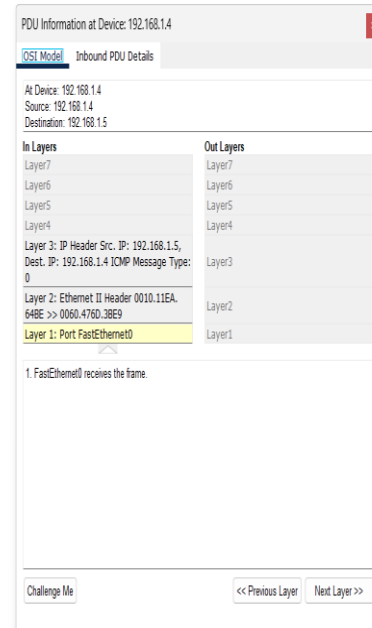 PDU Information at Device: 192.168.1.4
OSI Model Inbound PDU Details
At Device: 192.168.1.4
Source: 192.168.1.4
Destination: 192.168.1.5
In Layers
Layer7
Layer6
Layer5
Layer4
Layer 3: IP Header Src. IP: 192.168.1.5,
Dest. IP: 192.168.1.4 ICMP Message Type:
0
Layer 2: Ethernet II Header 0010.11EA.
64BE >> 0060.476D.3BE9
Layer 1: Port FastEthernet0
Out Layers
Layer7
Layer6
Layer5
Layer4
Layer3
Layer2
Layer1
1. FastEthernet0 receives the frame.
Challenge Me << Previous Layer Next Layer >>